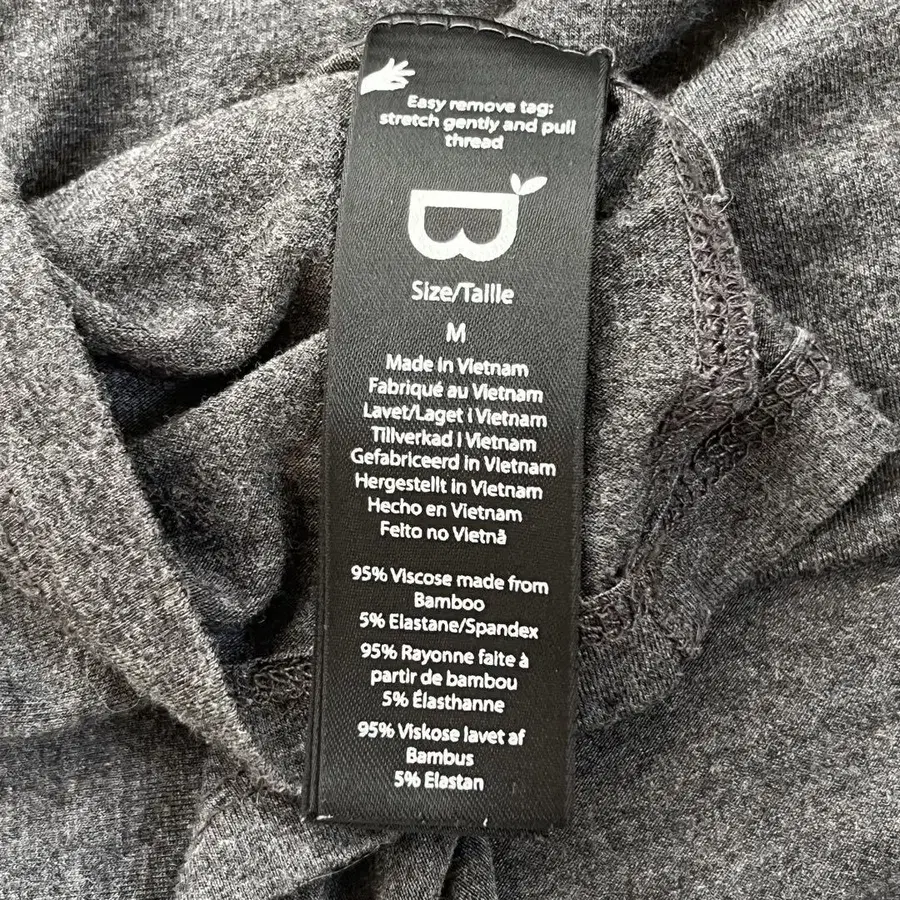 Easy remove tag:
stretch gently and pull
thread
B
Size/Taille
M
Made in Vietnam
Fabriqué au Vietnam
Lavet/Laget i Vietnam
Tillverkad i Vietnam
Gefabriceerd in Vietnam
Hergestellt in Vietnam
Hecho en Vietnam
Feito no Vietnã
95% Viscose made from
Bamboo
5% Elastane/Spandex
95% Rayonne faite à
partir de bambou
5% Élasthanne
95% Viskose lavet af
Bambus
5% Elastan